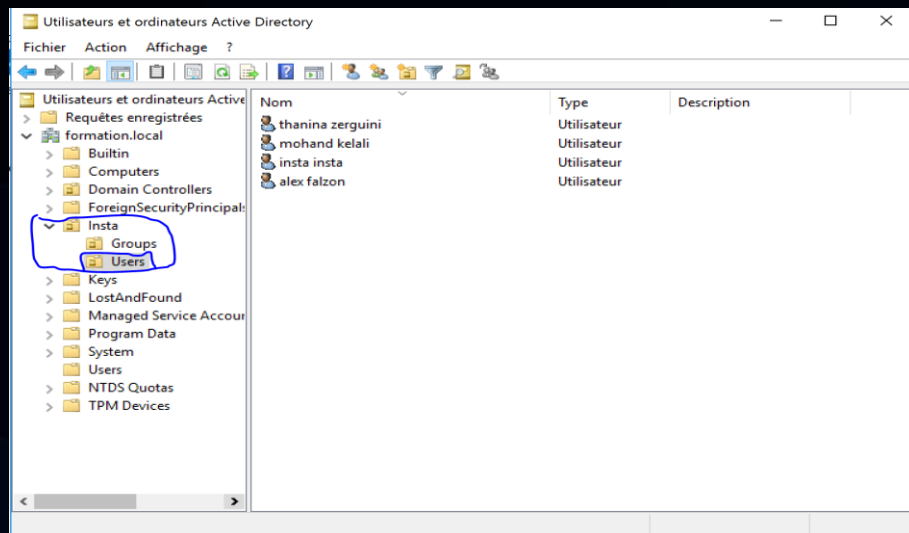 Utilisateurs et ordinateurs Active Directory
Fichier Action Affichage ?
Utilisateurs et ordinateurs Active
Requêtes enregistrées
formation.local
Builtin
Computers
Domain Controllers
ForeignSecurityPrincipals
Insta
Groups
Users
Keys
LostAndFound
Managed Service Accour
Program Data
System
Users
NTDS Quotas
TPM Devices
Nom Type Description
thanina zerguini Utilisateur
mohand kelali Utilisateur
insta insta Utilisateur
alex falzon Utilisateur